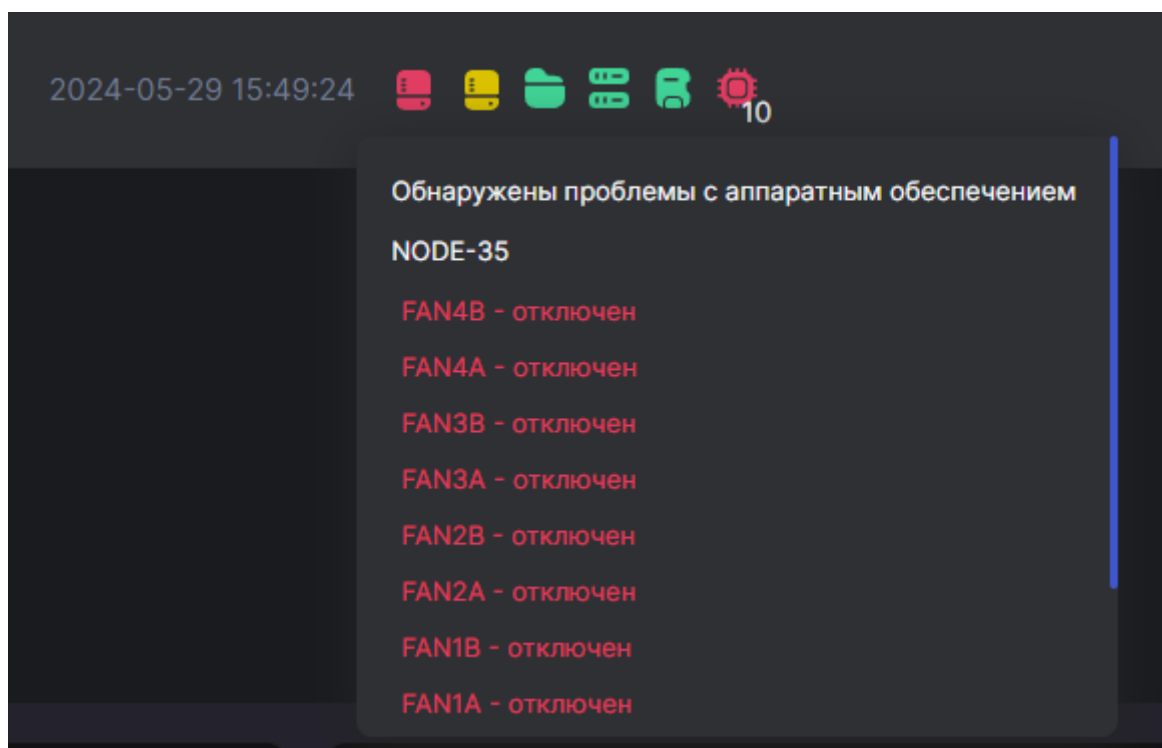 2024-05-29 15:49:24
10
Обнаружены проблемы с аппаратным обеспечением
NODE-35
FAN4B - отключен
FAN4A - отключен
FAN3B - отключен
FAN3A - отключен
FAN2B - отключен
FAN2A - отключен
FAN1B - отключен
FAN1A - отключен